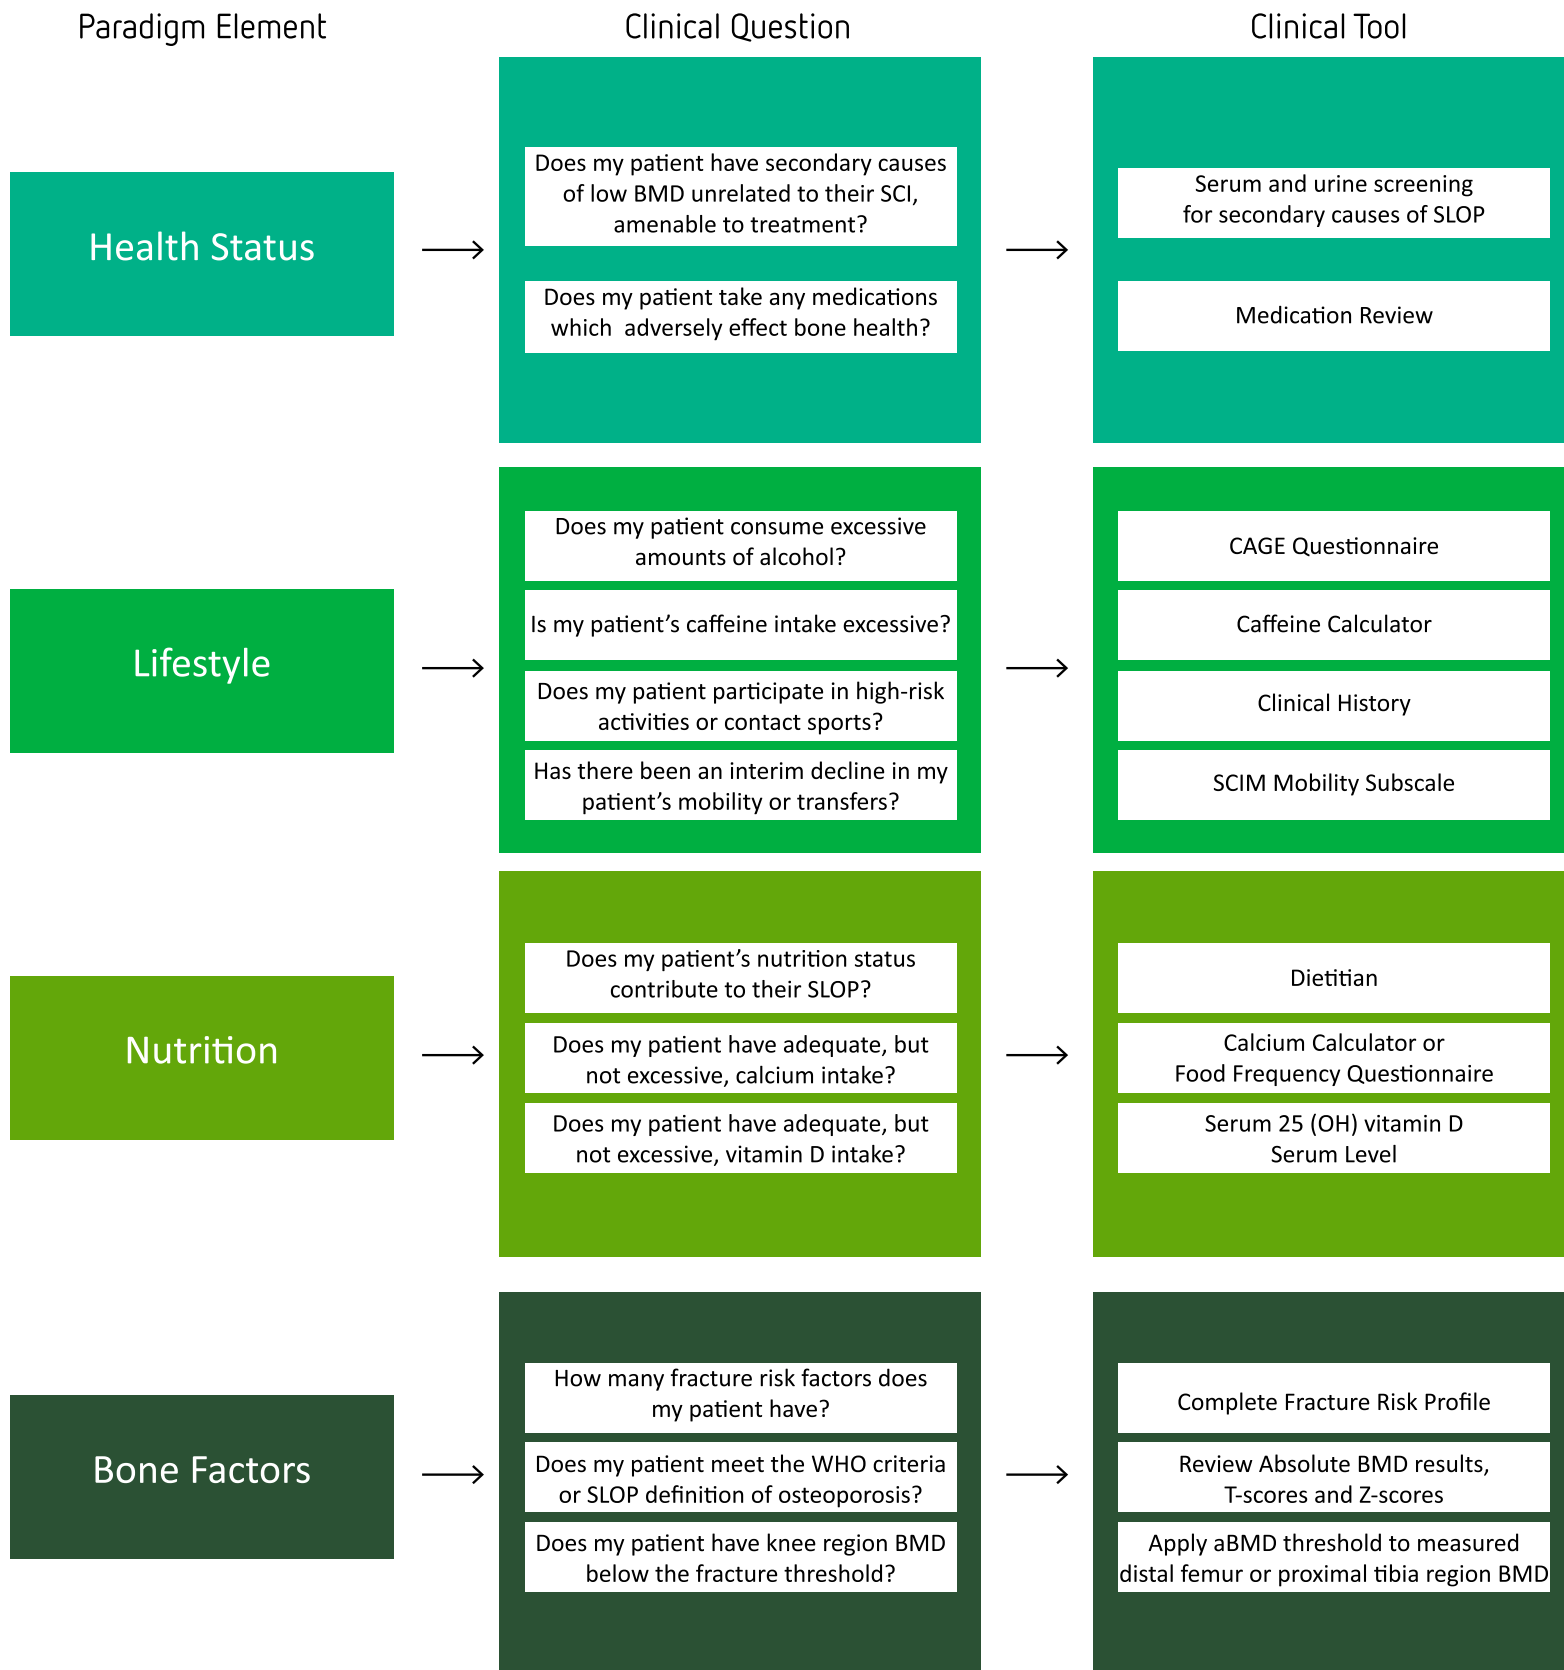 Paradigm Element
Clinical Question
Clinical Tool
Health Status
Does my patient have secondary causes
of low BMD unrelated to their SCI,
amenable to treatment?
Does my patient take any medications
which  adversely effect bone health?
Serum and urine screening
for secondary causes of SLOP
Medication Review
Lifestyle
Does my patient consume excessive
amounts of alcohol?
Is my patient’s caffeine intake excessive?
Does my patient participate in high-risk
activities or contact sports?
Has there been an interim decline in my
patient’s mobility or transfers?
CAGE Questionnaire
Caffeine Calculator
Clinical History
SCIM Mobility Subscale
Nutrition
Does my patient’s nutrition status
contribute to their SLOP?
Does my patient have adequate, but
not excessive, calcium intake?
Does my patient have adequate, but
not excessive, vitamin D intake?
Dietitian
Calcium Calculator or
Food Frequency Questionnaire
Serum 25 (OH) vitamin D
Serum Level
Bone Factors
How many fracture risk factors does
my patient have?
Does my patient meet the WHO criteria
or SLOP definition of osteoporosis?
Does my patient have knee region BMD
below the fracture threshold?
Complete Fracture Risk Profile
Review Absolute BMD results,
T-scores and Z-scores
Apply aBMD threshold to measured
distal femur or proximal tibia region BMD